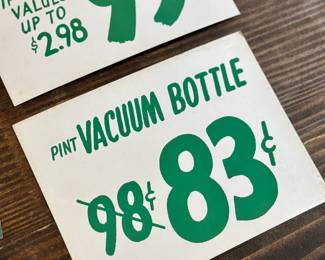 VALUES
UP TO
$2.98
PINT VACUUM BOTTLE
98¢ 83¢